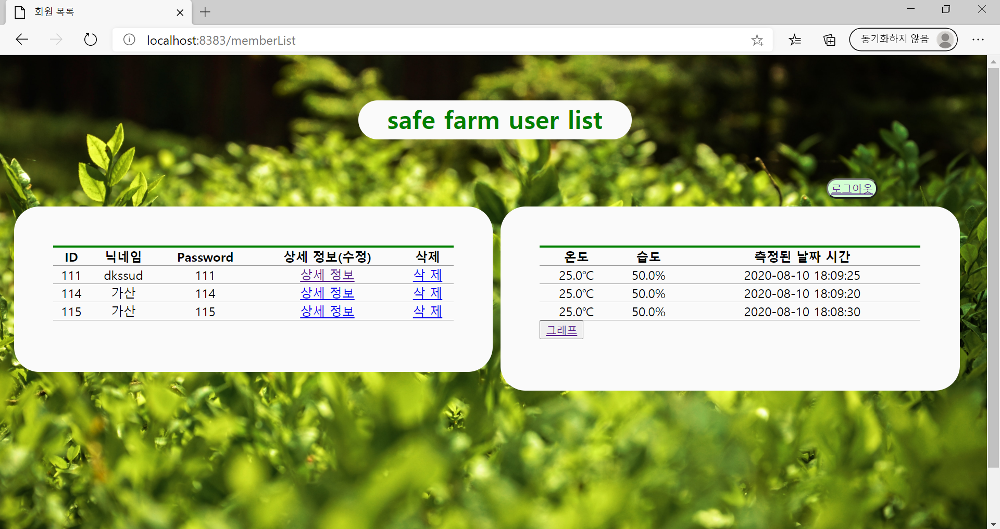 회원 목록
localhost:8383/memberList
동기화하지 않음
safe farm user list
로그아웃
ID 닉네임 Password 상세 정보(수정) 삭제
111 dkssud 111 상세 정보 삭 제
114 가산 114 상세 정보 삭 제
115 가산 115 상세 정보 삭 제
온도 습도 측정된 날짜 시간
25.0℃ 50.0% 2020-08-10 18:09:25
25.0℃ 50.0% 2020-08-10 18:09:20
25.0℃ 50.0% 2020-08-10 18:08:30
그래프